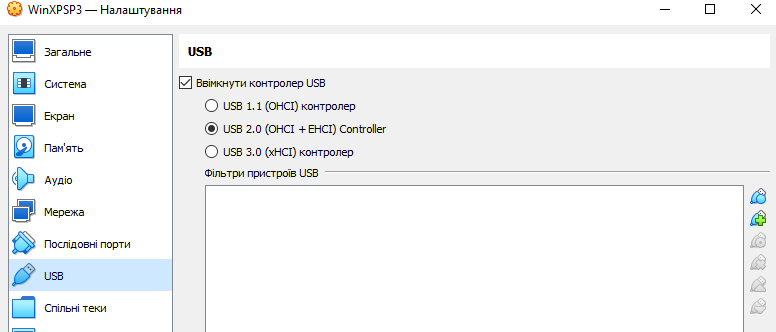 WinXPSP3 — Налаштування
Загальне
Система
Екран
Пам'ять
Аудіо
Мережа
Послідовні порти
USB
Спільні теки
USB
Ввімкнути контролер USB
USB 1.1 (OHCI) контролер
USB 2.0 (OHCI + EHCI) Controller
USB 3.0 (xHCI) контролер
Фільтри пристроїв USB